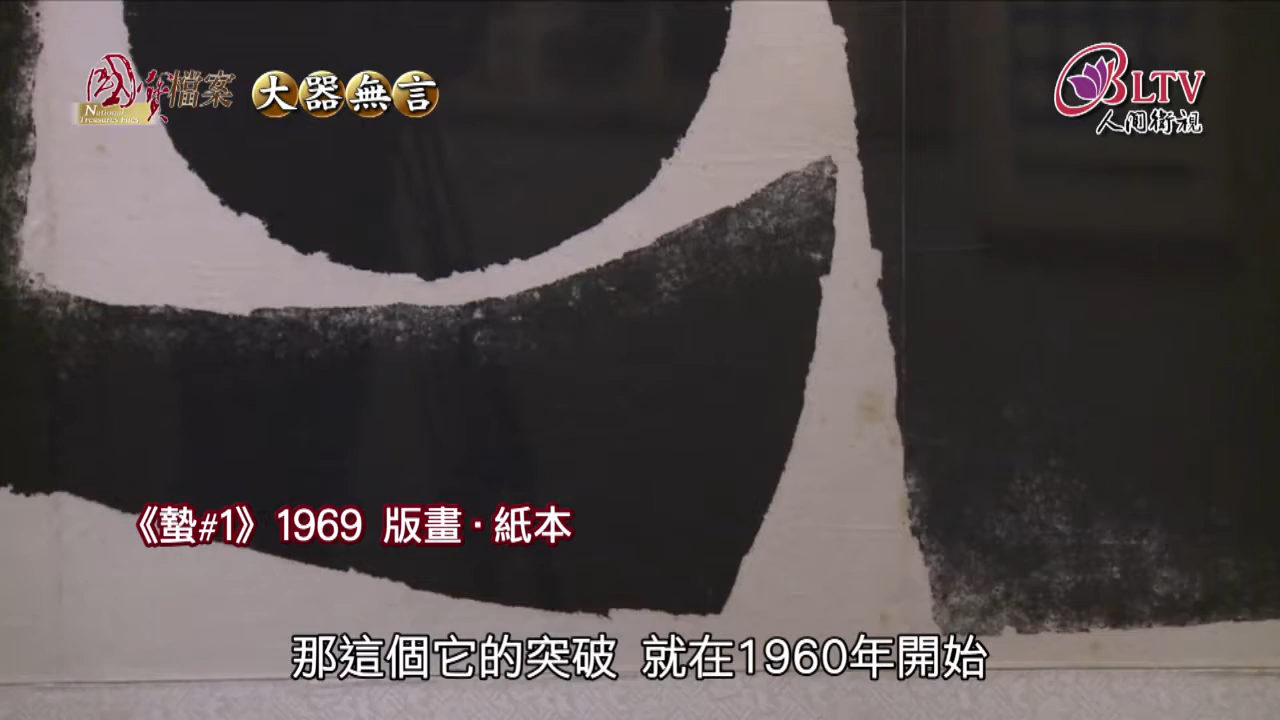 國寶檔案
National
Treasures Files
大器無言
BLTV
人間衛視
《蟄#1》1969 版畫·紙本
那這個它的突破 就在1960年開始